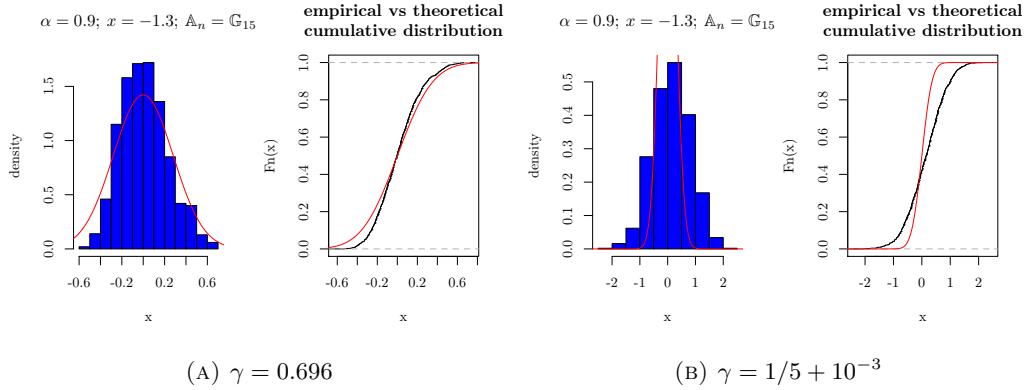 α = 0.9; x = −1.3; 𝔸ₙ = 𝔾₁₅
empirical vs theoretical
cumulative distribution
density
0.0 0.5 1.0 1.5
-0.6 -0.2 0.2 0.6
x
Fn(x)
0.0 0.2 0.4 0.6 0.8 1.0
-0.6 -0.2 0.2 0.6
x
(A) γ = 0.696
α = 0.9; x = −1.3; 𝔸ₙ = 𝔾₁₅
empirical vs theoretical
cumulative distribution
density
0.0 0.1 0.2 0.3 0.4 0.5
-2 -1 0 1 2
x
Fn(x)
0.0 0.2 0.4 0.6 0.8 1.0
-2 -1 0 1 2
x
(B) γ = 1/5 + 10⁻³